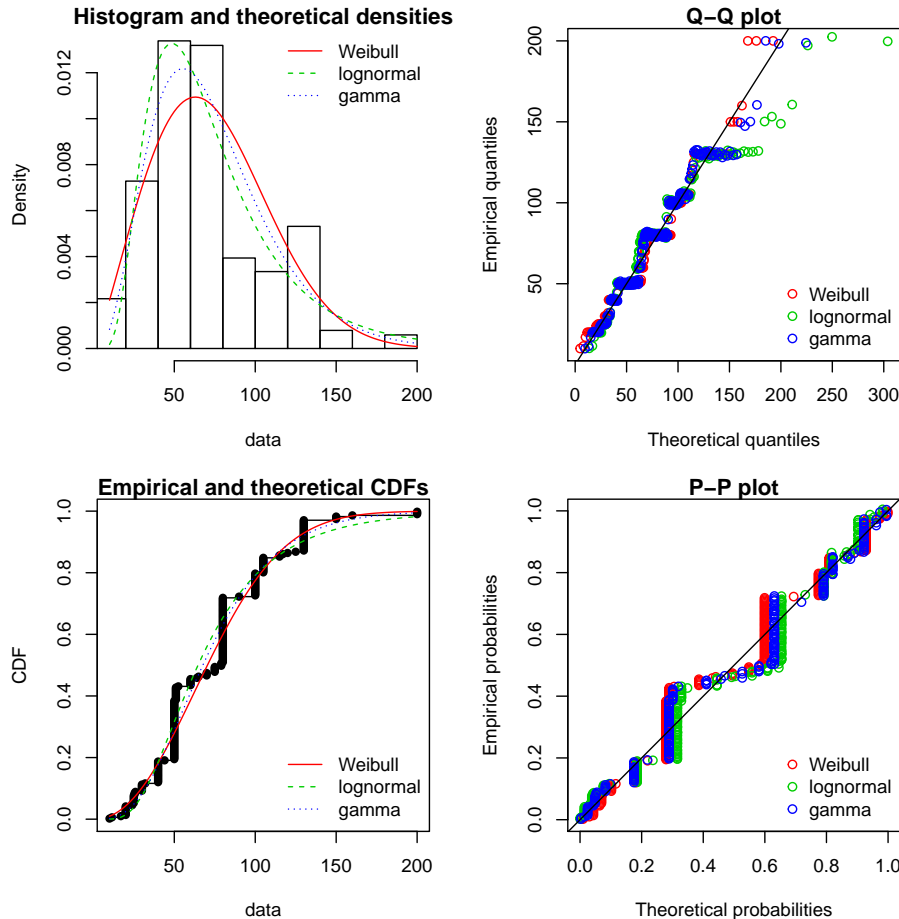 Histogram and theoretical densities
Density
0.000
0.004
0.008
0.012
50
100
150
200
data
Weibull
lognormal
gamma
Q−Q plot
Empirical quantiles
50
100
150
200
0
50
100
150
200
250
300
Theoretical quantiles
Weibull
lognormal
gamma
Empirical and theoretical CDFs
CDF
0.0
0.2
0.4
0.6
0.8
1.0
50
100
150
200
data
Weibull
lognormal
gamma
P−P plot
Empirical probabilities
0.0
0.2
0.4
0.6
0.8
1.0
0.0
0.2
0.4
0.6
0.8
1.0
Theoretical probabilities
Weibull
lognormal
gamma